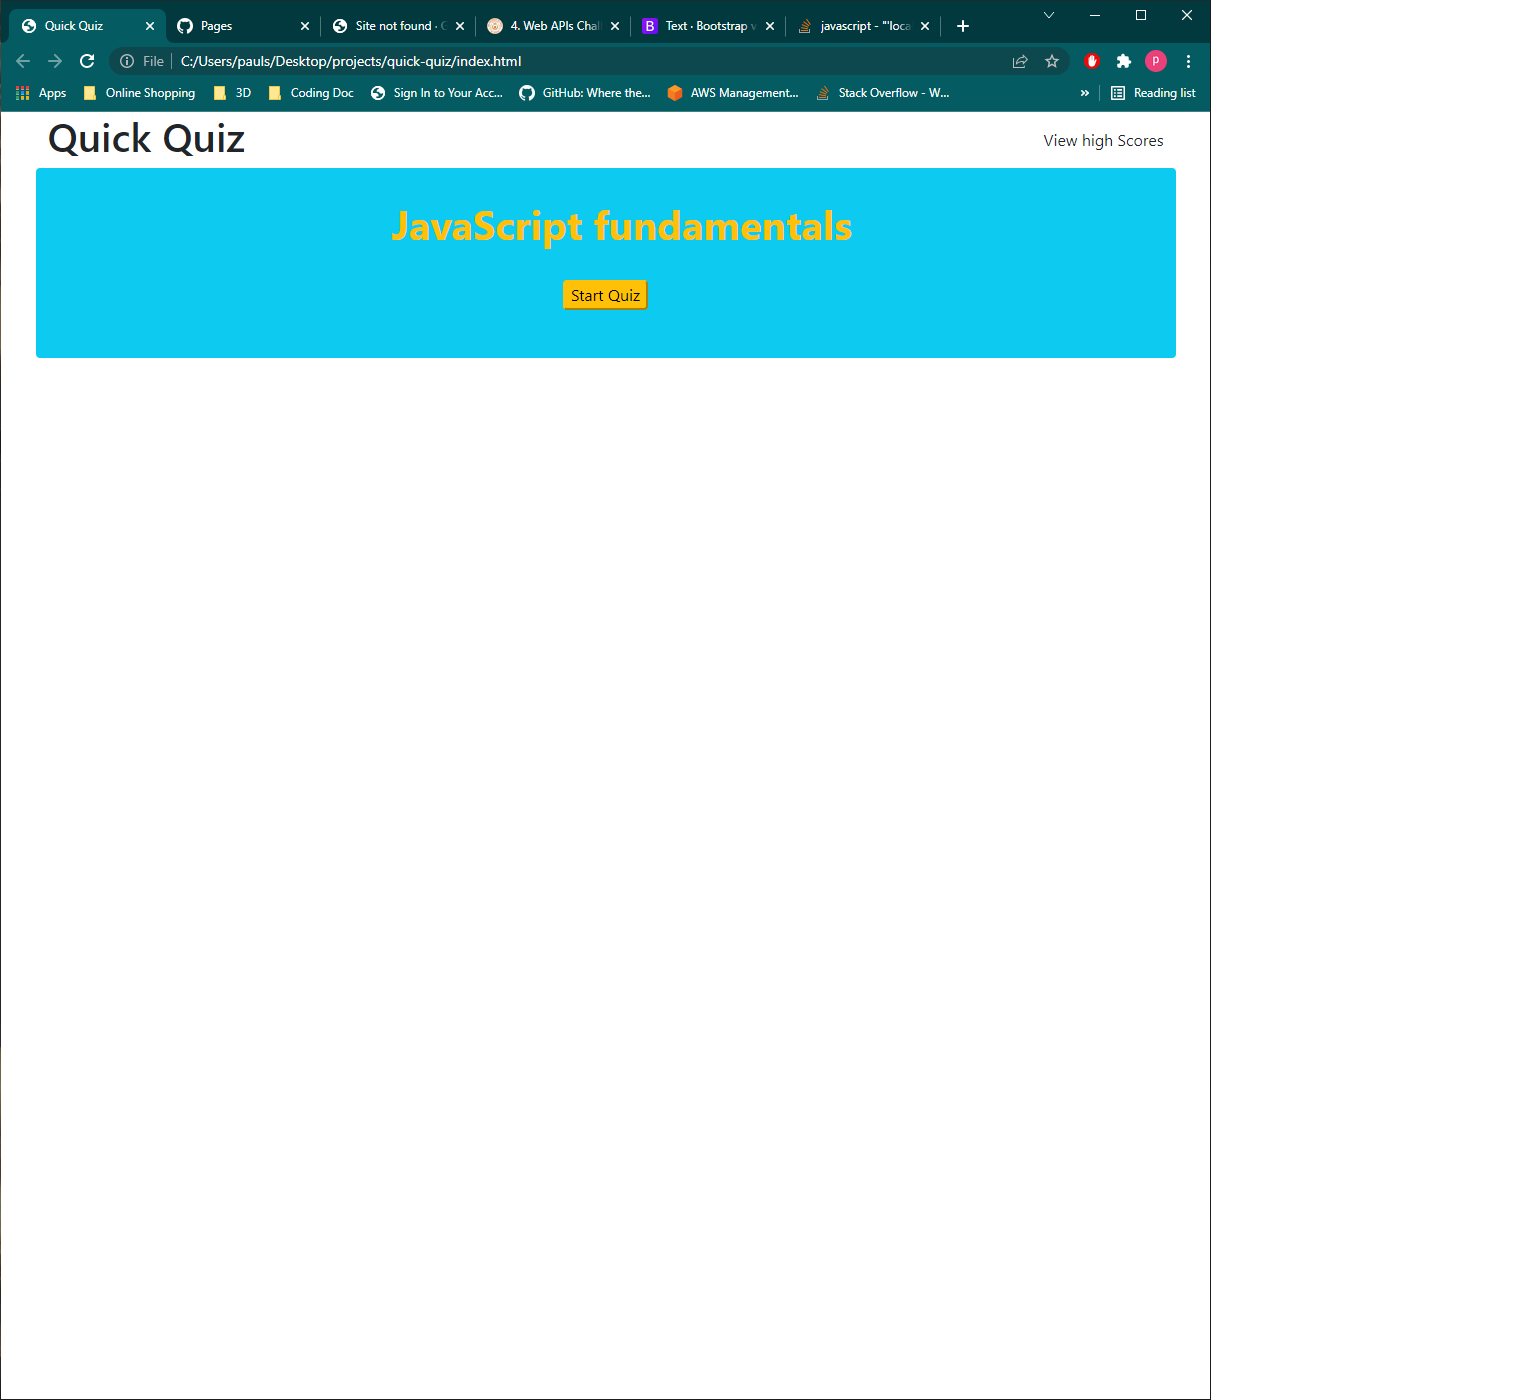 Quick Quiz Pages Site not found · G 4. Web APIs Chal Text · Bootstrap v javascript - "'loca
File C:/Users/pauls/Desktop/projects/quick-quiz/index.html P
Apps Online Shopping 3D Coding Doc Sign In to Your Acc... GitHub: Where the... AWS Management... Stack Overflow - W... » Reading list
Quick Quiz View high Scores
JavaScript fundamentals
Start Quiz